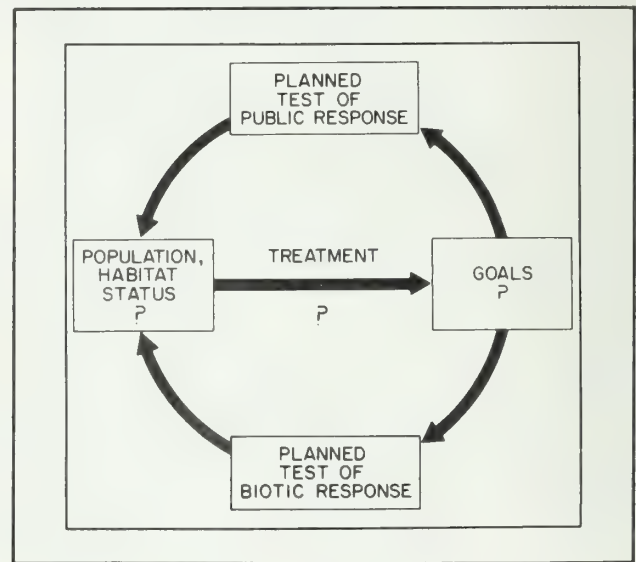 PLANNED
TEST OF
PUBLIC RESPONSE
POPULATION,
HABITAT
STATUS
?
TREATMENT
?
GOALS
?
PLANNED
TEST OF
BIOTIC RESPONSE